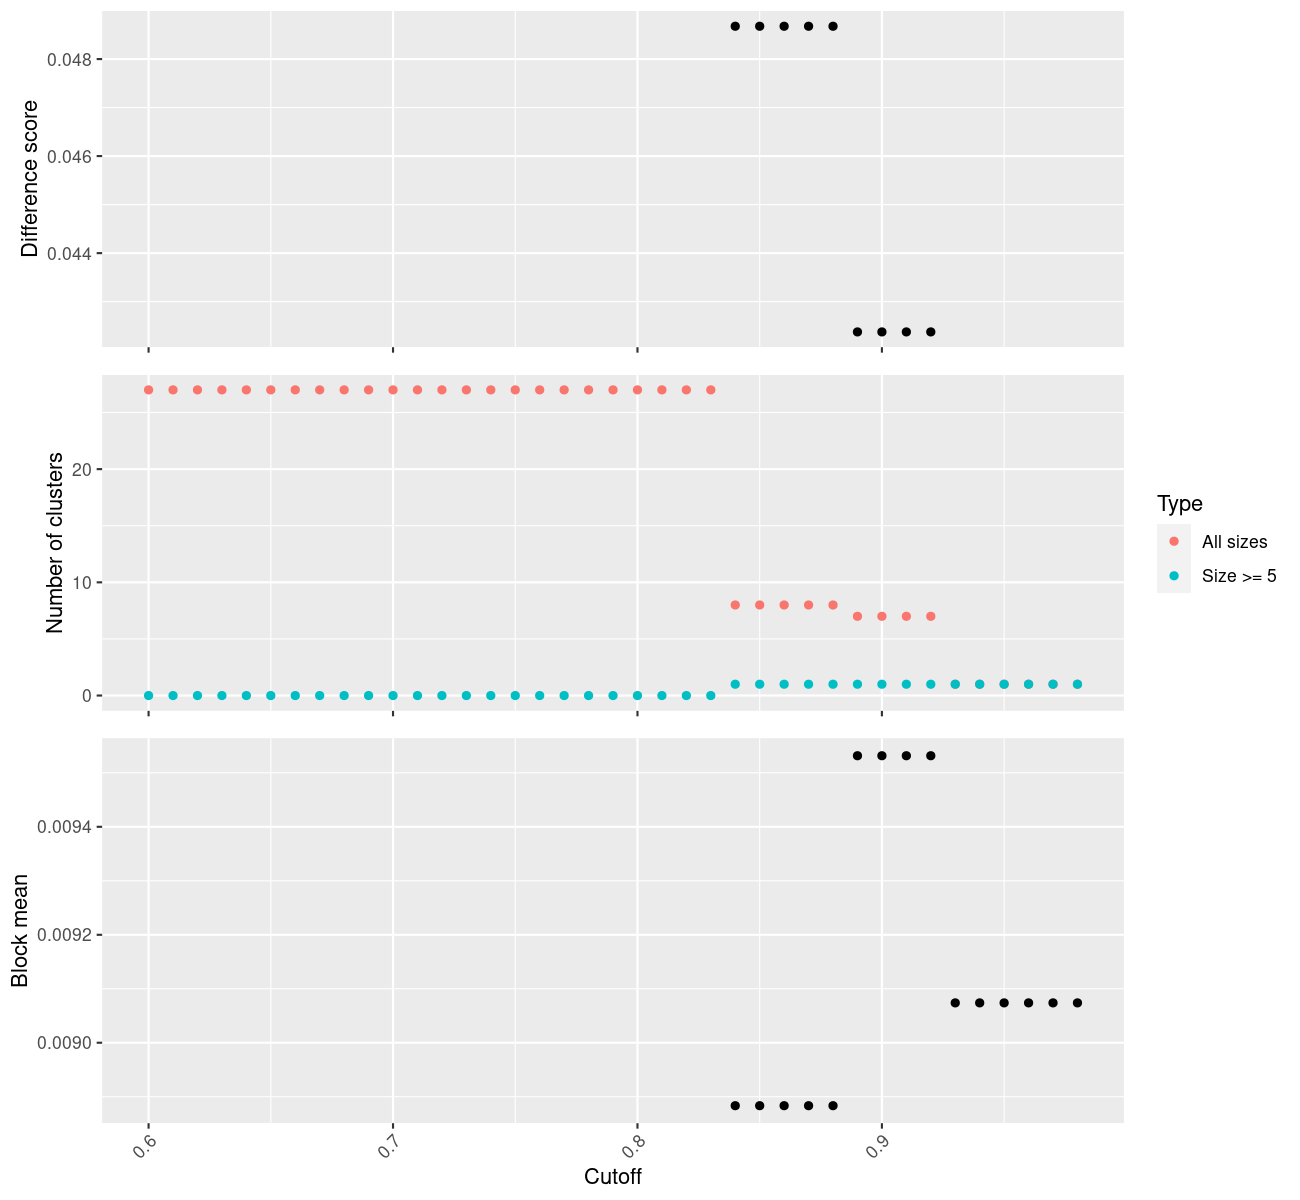 Difference score
0.048
0.046
0.044
Number of clusters
20
10
0
Type
All sizes
Size >= 5
Block mean
0.0094
0.0092
0.0090
0.6
0.7
0.8
0.9
Cutoff